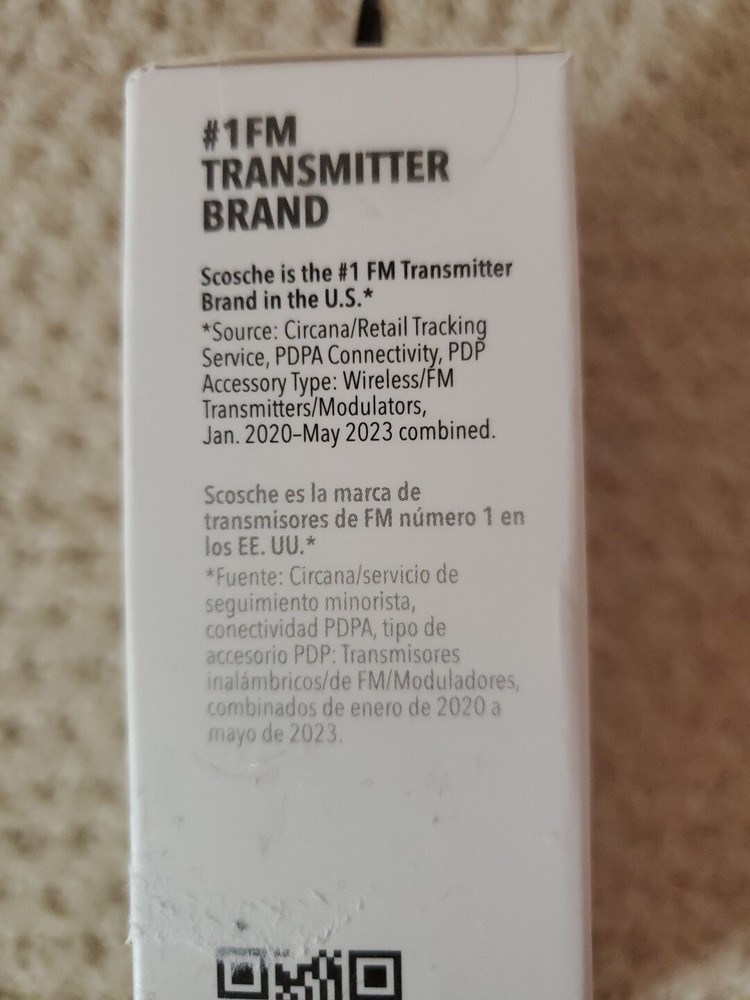 #1 FM
TRANSMITTER
BRAND
Scosche is the #1 FM Transmitter
Brand in the U.S.*
*Source: Circana/Retail Tracking
Service, PDPA Connectivity, PDP
Accessory Type: Wireless/FM
Transmitters/Modulators,
Jan. 2020–May 2023 combined.
Scosche es la marca de
transmisores de FM número 1 en
los EE. UU.*
*Fuente: Circana/servicio de
seguimiento minorista,
conectividad PDPA, tipo de
accesorio PDP: Transmisores
inalámbricos/de FM/Moduladores,
combinados de enero de 2020 a
mayo de 2023.